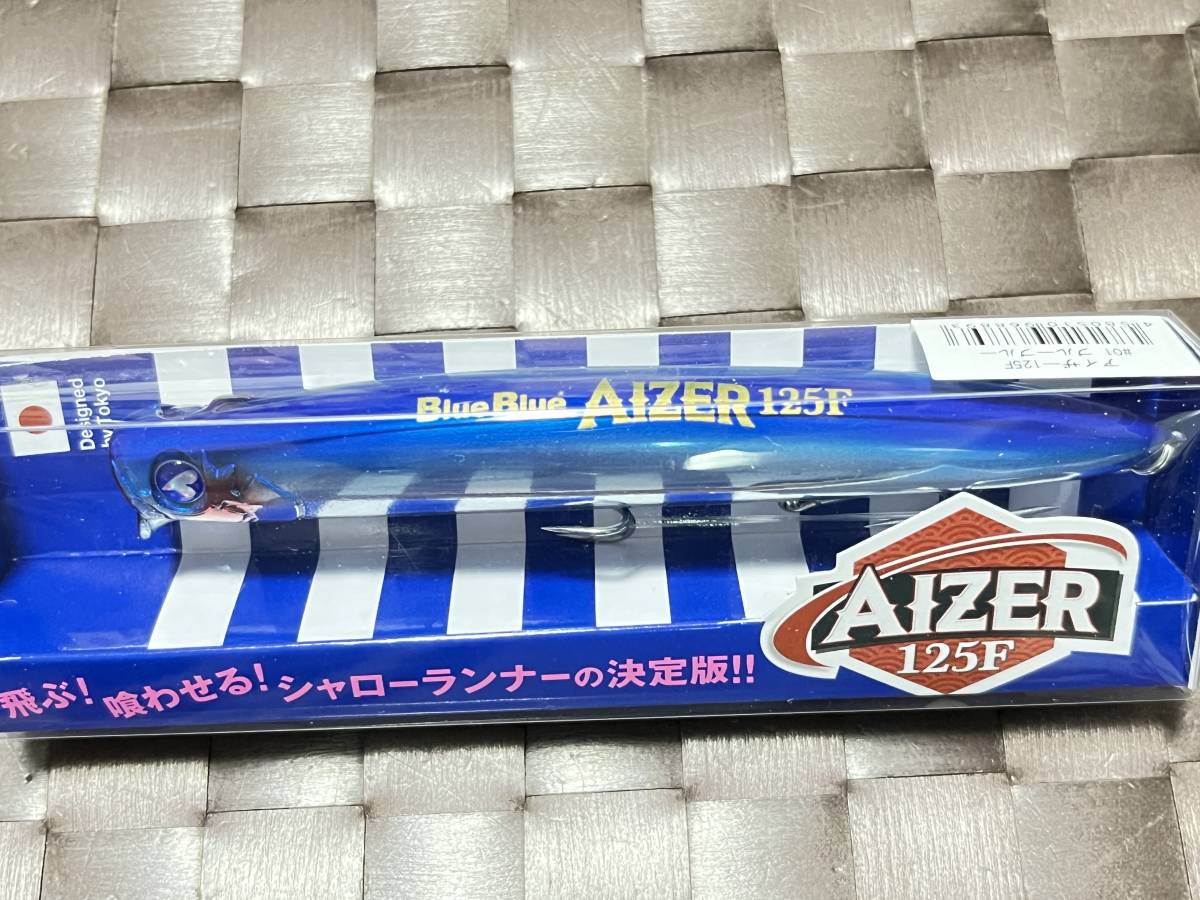 アイザー125F
#01 ブルーブルー
Designed
by Tokyo
BlueBlue AIZER 125F
AIZER
125F
飛ぶ! 喰わせる! シャローランナーの決定版!!